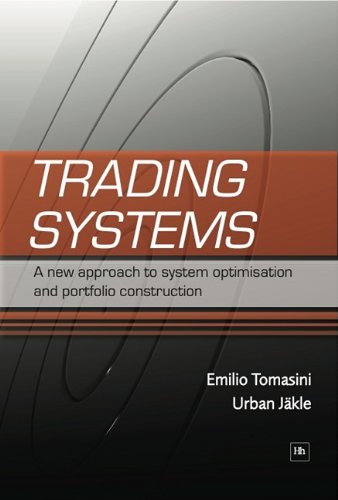 TRADING
SYSTEMS
A new approach to system optimisation
and portfolio construction
Emilio Tomasini
Urban Jäkle
Hh